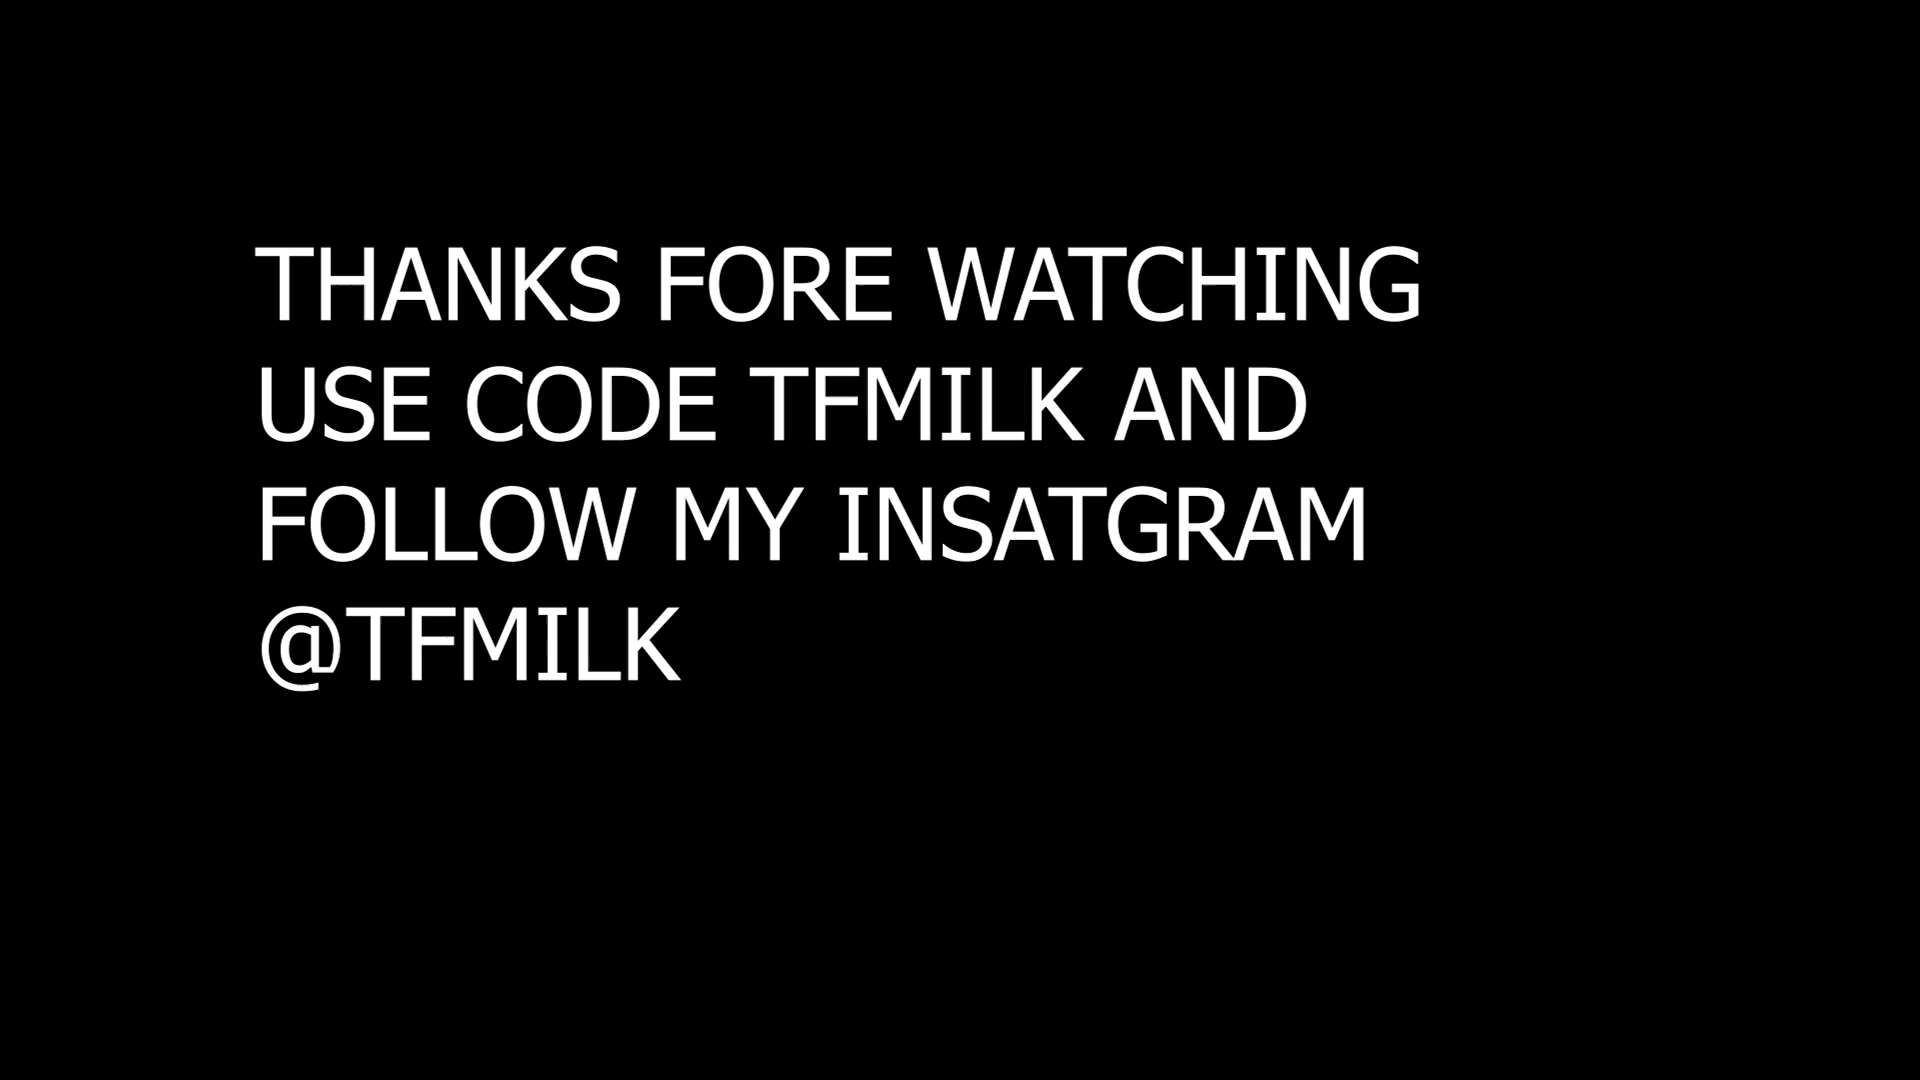 THANKS FORE WATCHING
USE CODE TFMILK AND
FOLLOW MY INSATGRAM
@TFMILK